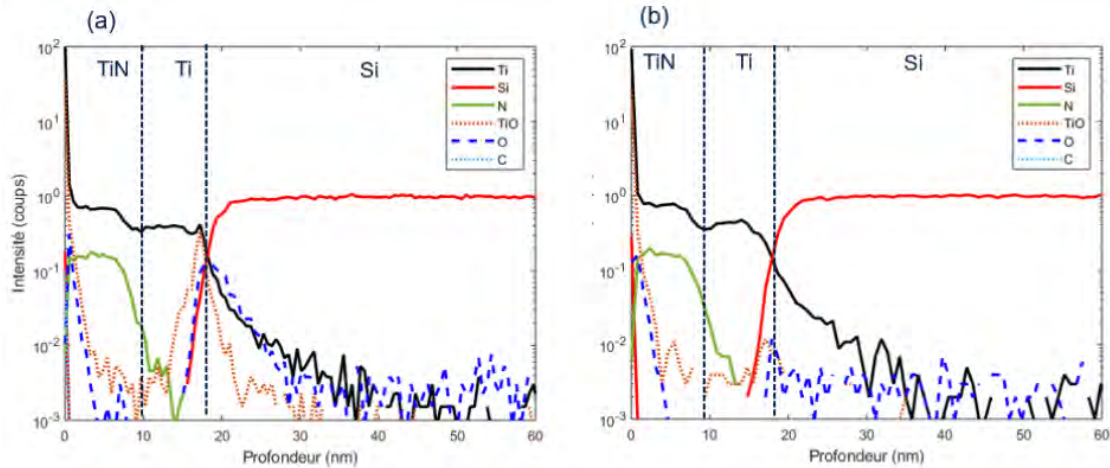 (a)
(b)
TiN Ti Si
TiN Ti Si
Ti
Si
N
TiO
O
C
Ti
Si
N
TiO
O
C
Intensité (coups)
10²
10¹
10⁰
10⁻¹
10⁻²
10⁻³
10²
10¹
10⁰
10⁻¹
10⁻²
10⁻³
0 10 20 30 40 50 60
0 10 20 30 40 50 60
Profondeur (nm)
Profondeur (nm)